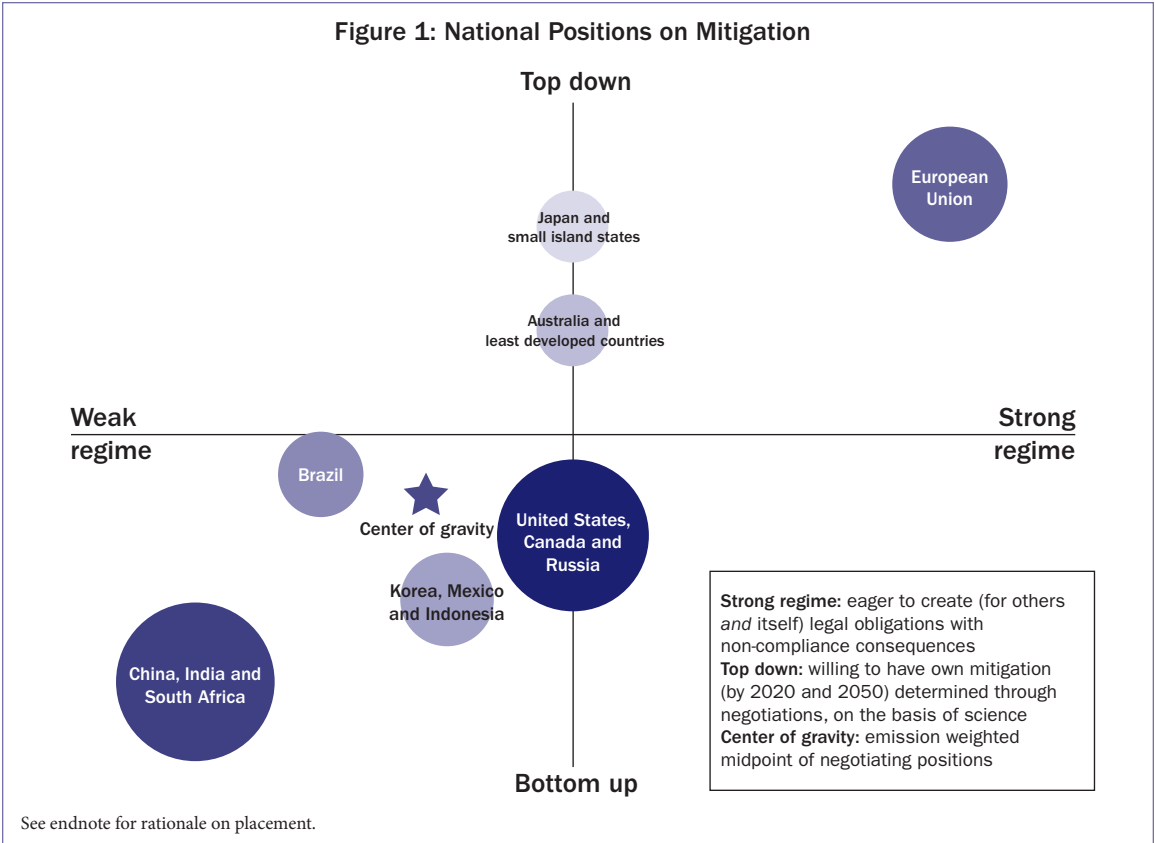 Figure 1: National Positions on Mitigation
Top down
European
Union
Japan and
small island states
Australia and
least developed countries
Weak
regime
Strong
regime
Brazil
Center of gravity
United States,
Canada and
Russia
Korea, Mexico
and Indonesia
China, India and
South Africa
Strong regime: eager to create (for others
and itself) legal obligations with
non-compliance consequences
Top down: willing to have own mitigation
(by 2020 and 2050) determined through
negotiations, on the basis of science
Center of gravity: emission weighted
midpoint of negotiating positions
Bottom up
See endnote for rationale on placement.